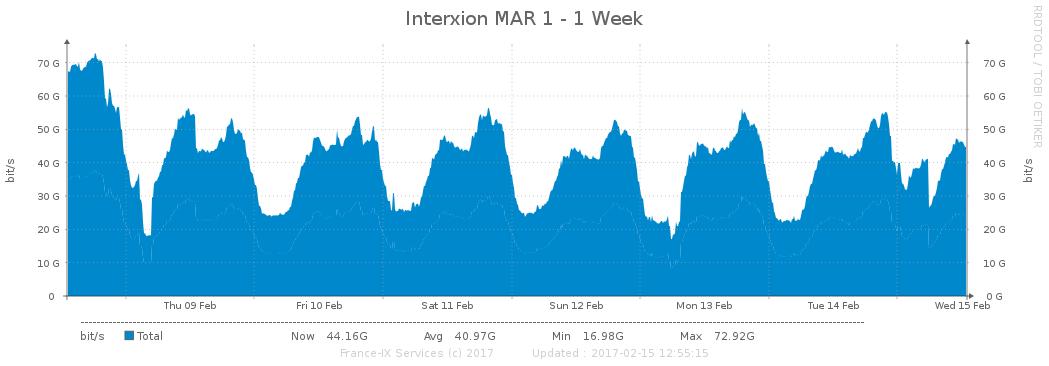 Interxion MAR 1 - 1 Week
RRDTOOL / TOBI OETIKER
bit/s
bit/s
70 G 70 G
60 G 60 G
50 G 50 G
40 G 40 G
30 G 30 G
20 G 20 G
10 G 10 G
0 0 G
Thu 09 Feb Fri 10 Feb Sat 11 Feb Sun 12 Feb Mon 13 Feb Tue 14 Feb Wed 15 Feb
bit/s Total Now 44.16G Avg 40.97G Min 16.98G Max 72.92G
France-IX Services (c) 2017 Updated : 2017-02-15 12:55:15